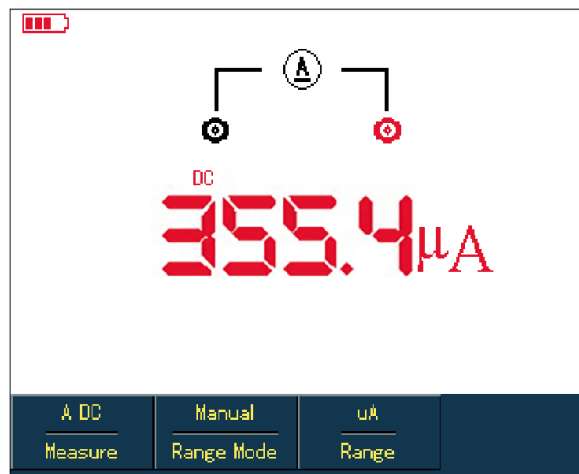 A
DC
355.4μA
A DC Manual uA
Measure Range Mode Range